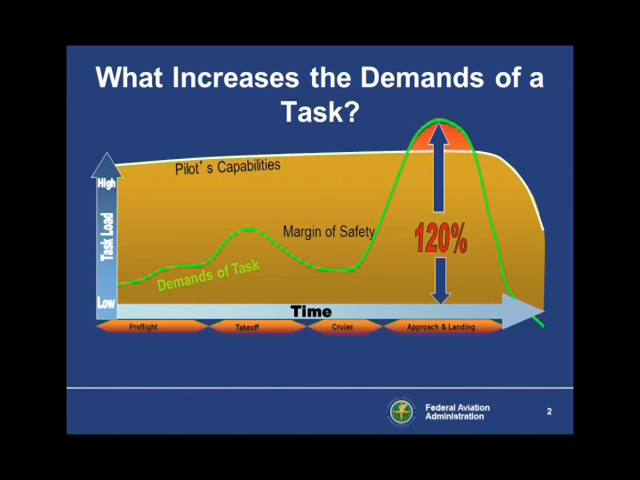 What Increases the Demands of a
Task?
Pilot's Capabilities
High
Task Load
Margin of Safety
120%
Demands of Task
Low
Time
Preflight
Takeoff
Cruise
Approach & Landing
Federal Aviation
Administration
2